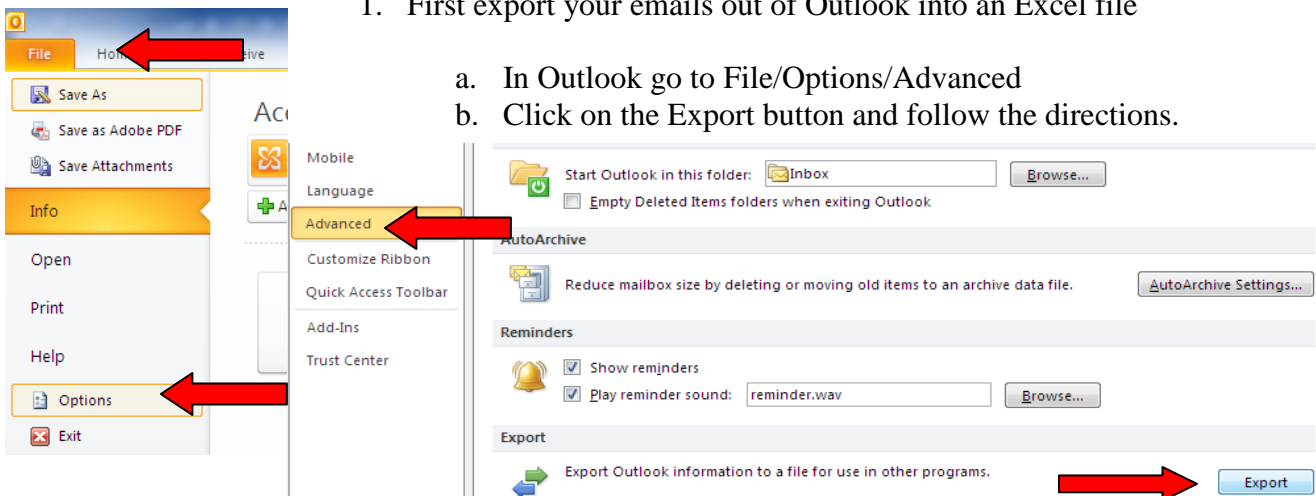 1. First export your emails out of Outlook into an Excel file
a. In Outlook go to File/Options/Advanced
b. Click on the Export button and follow the directions.
File
Save As
Save as Adobe PDF
Save Attachments
Info
Open
Print
Help
Options
Exit
Mobile
Language
Advanced
Customize Ribbon
Quick Access Toolbar
Add-Ins
Trust Center
Start Outlook in this folder: Inbox Browse...
Empty Deleted Items folders when exiting Outlook
AutoArchive
Reduce mailbox size by deleting or moving old items to an archive data file. AutoArchive Settings...
Reminders
Show reminders
Play reminder sound: reminder.wav Browse...
Export
Export Outlook information to a file for use in other programs. Export